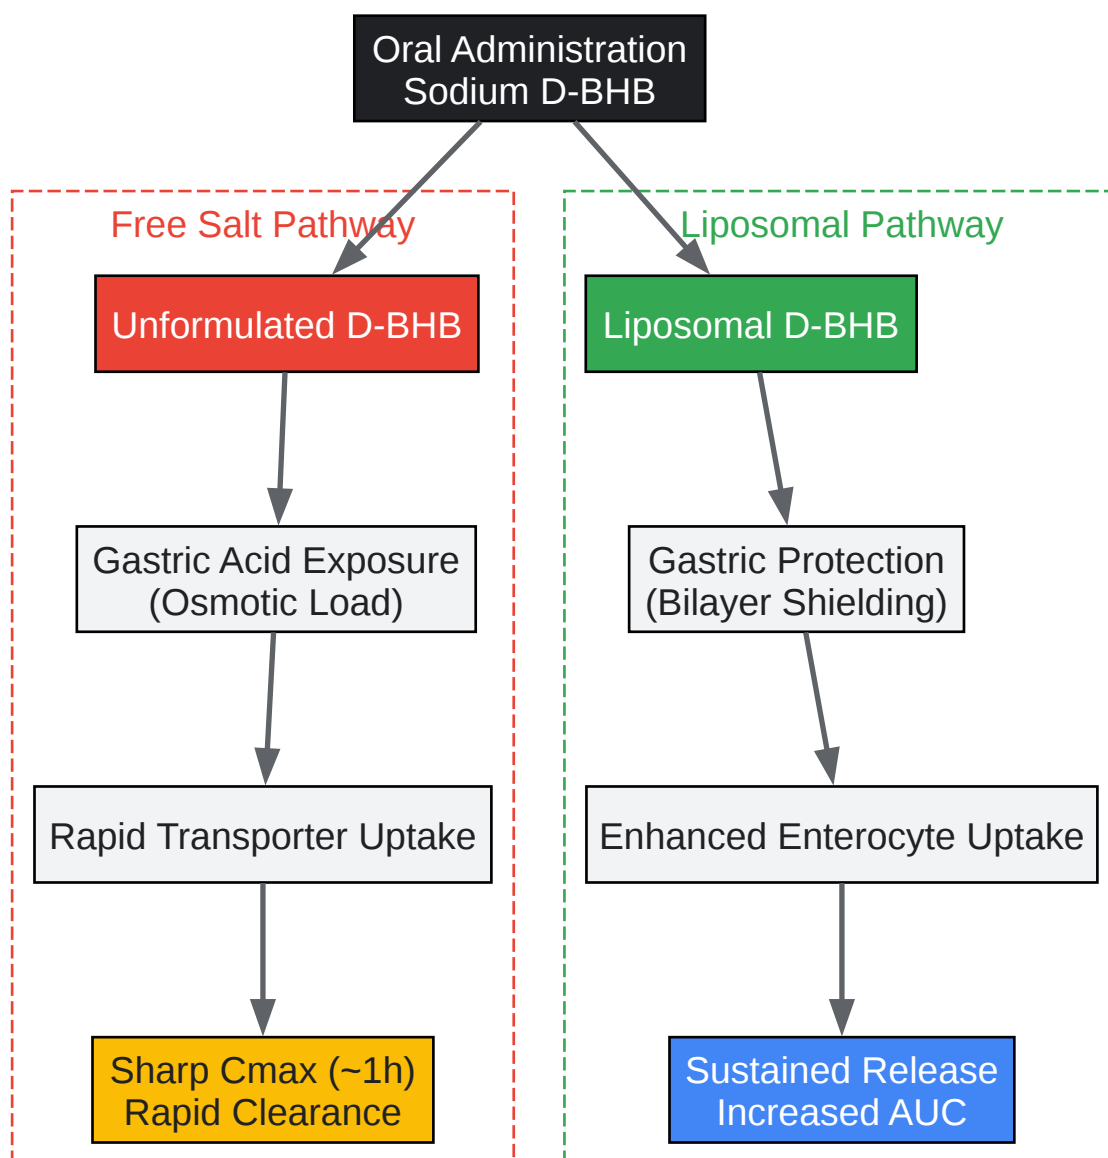 Oral Administration
Sodium D-BHB
Free Salt Pathway
Unformulated D-BHB
Gastric Acid Exposure
(Osmotic Load)
Rapid Transporter Uptake
Sharp Cmax (~1h)
Rapid Clearance
Liposomal Pathway
Liposomal D-BHB
Gastric Protection
(Bilayer Shielding)
Enhanced Enterocyte Uptake
Sustained Release
Increased AUC